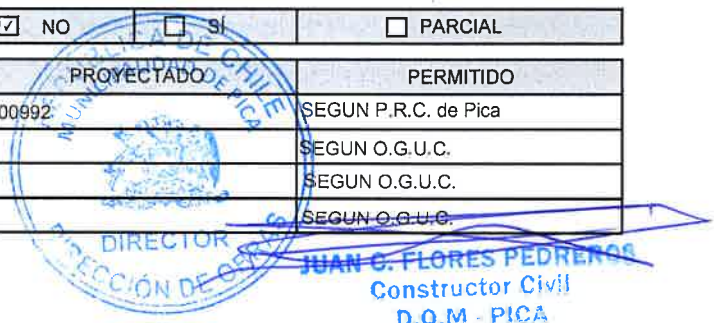 ☑ NO ☐ SÍ ☐ PARCIAL
PROYECTADO PERMITIDO
00992 SEGUN P.R.C. de Pica
SEGUN O.G.U.C.
SEGUN O.G.U.C.
SEGUN O.G.U.C.
REPUBLICA DE CHILE
MUNICIPALIDAD DE PICA
DIRECTOR
DIRECCIÓN DE OBRAS
JUAN C. FLORES PEDREROS
Constructor Civil
D.O.M - PICA